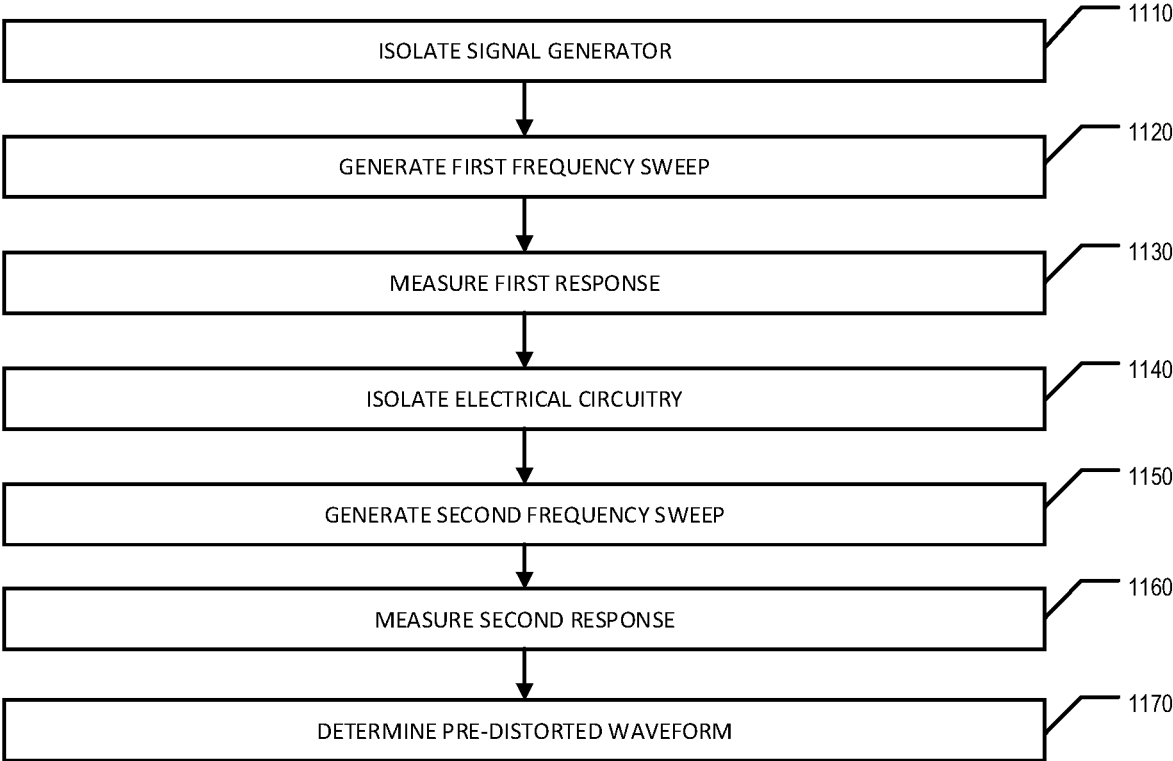 1110
ISOLATE SIGNAL GENERATOR
1120
GENERATE FIRST FREQUENCY SWEEP
1130
MEASURE FIRST RESPONSE
1140
ISOLATE ELECTRICAL CIRCUITRY
1150
GENERATE SECOND FREQUENCY SWEEP
1160
MEASURE SECOND RESPONSE
1170
DETERMINE PRE-DISTORTED WAVEFORM